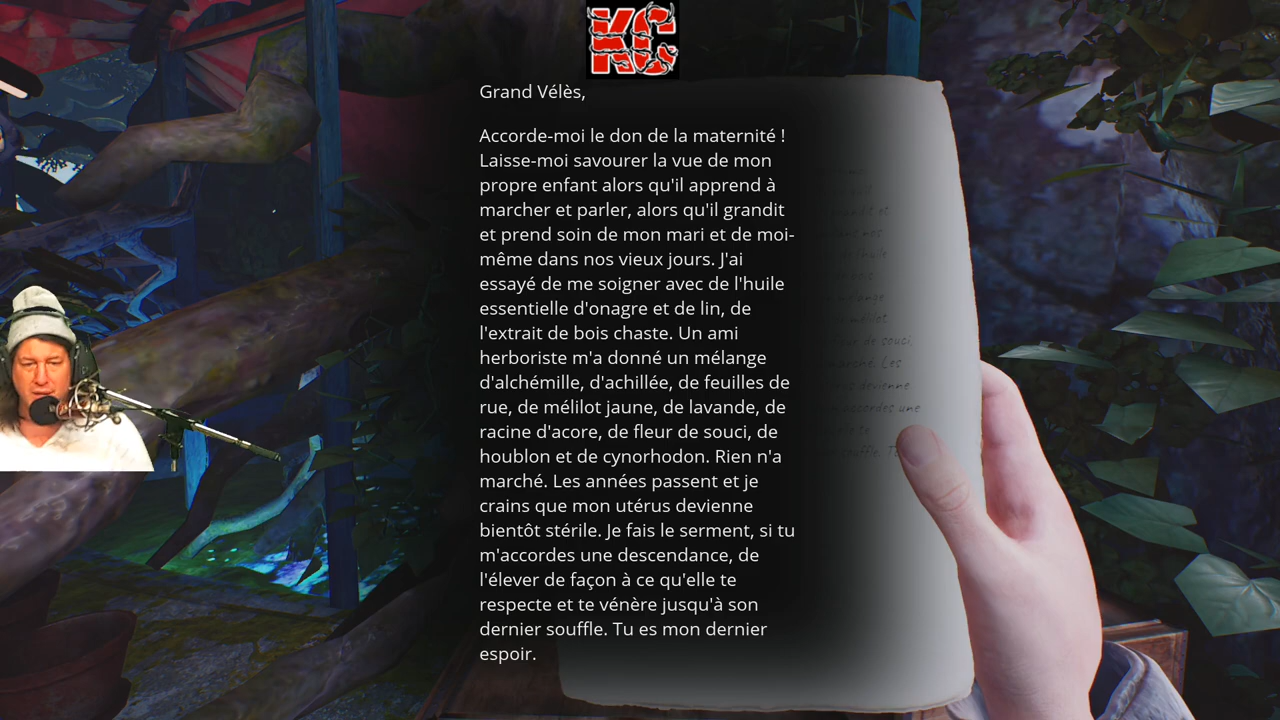 KC
Grand Vélès,
Accorde-moi le don de la maternité !
Laisse-moi savourer la vue de mon
propre enfant alors qu'il apprend à
marcher et parler, alors qu'il grandit
et prend soin de mon mari et de moi-
même dans nos vieux jours. J'ai
essayé de me soigner avec de l'huile
essentielle d'onagre et de lin, de
l'extrait de bois chaste. Un ami
herboriste m'a donné un mélange
d'alchémille, d'achillée, de feuilles de
rue, de mélilot jaune, de lavande, de
racine d'acore, de fleur de souci, de
houblon et de cynorhodon. Rien n'a
marché. Les années passent et je
crains que mon utérus devienne
bientôt stérile. Je fais le serment, si tu
m'accordes une descendance, de
l'élever de façon à ce qu'elle te
respecte et te vénère jusqu'à son
dernier souffle. Tu es mon dernier
espoir.